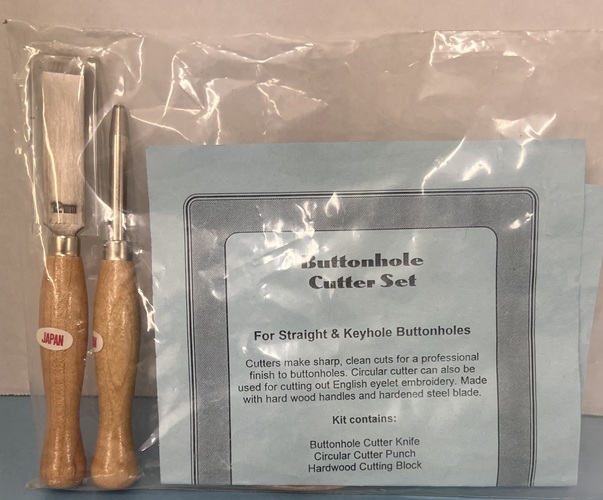 Buttonhole
Cutter Set
For Straight & Keyhole Buttonholes
Cutters make sharp, clean cuts for a professional
finish to buttonholes. Circular cutter can also be
used for cutting out English eyelet embroidery. Made
with hard wood handles and hardened steel blade.
Kit contains:
Buttonhole Cutter Knife
Circular Cutter Punch
Hardwood Cutting Block
JAPAN